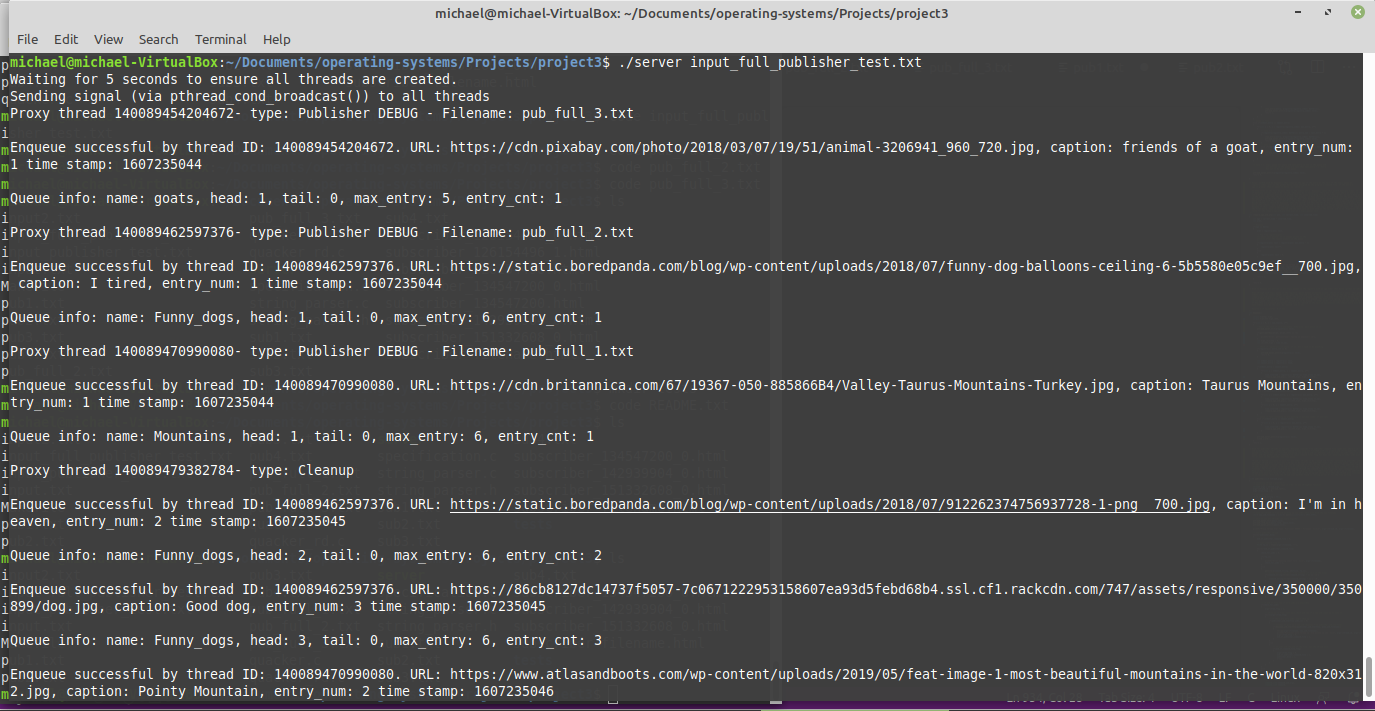 michael@michael-VirtualBox: ~/Documents/operating-systems/Projects/project3
File Edit View Search Terminal Help
michael@michael-VirtualBox:~/Documents/operating-systems/Projects/project3$ ./server input_full_publisher_test.txt
Waiting for 5 seconds to ensure all threads are created.
Sending signal (via pthread_cond_broadcast()) to all threads
Proxy thread 140089454204672- type: Publisher DEBUG - Filename: pub_full_3.txt
Enqueue successful by thread ID: 140089454204672. URL: https://cdn.pixabay.com/photo/2018/03/07/19/51/animal-3206941_960_720.jpg, caption: friends of a goat, entry_num:
1 time stamp: 1607235044
Queue info: name: goats, head: 1, tail: 0, max_entry: 5, entry_cnt: 1
Proxy thread 140089462597376- type: Publisher DEBUG - Filename: pub_full_2.txt
Enqueue successful by thread ID: 140089462597376. URL: https://static.boredpanda.com/blog/wp-content/uploads/2018/07/funny-dog-balloons-ceiling-6-5b5580e05c9ef__700.jpg,
caption: I tired, entry_num: 1 time stamp: 1607235044
Queue info: name: Funny_dogs, head: 1, tail: 0, max_entry: 6, entry_cnt: 1
Proxy thread 140089470990080- type: Publisher DEBUG - Filename: pub_full_1.txt
Enqueue successful by thread ID: 140089470990080. URL: https://cdn.britannica.com/67/19367-050-885866B4/Valley-Taurus-Mountains-Turkey.jpg, caption: Taurus Mountains, en
try_num: 1 time stamp: 1607235044
Queue info: name: Mountains, head: 1, tail: 0, max_entry: 6, entry_cnt: 1
Proxy thread 140089479382784- type: Cleanup
Enqueue successful by thread ID: 140089462597376. URL: https://static.boredpanda.com/blog/wp-content/uploads/2018/07/912262374756937728-1-png__700.jpg, caption: I'm in h
eaven, entry_num: 2 time stamp: 1607235045
Queue info: name: Funny_dogs, head: 2, tail: 0, max_entry: 6, entry_cnt: 2
Enqueue successful by thread ID: 140089462597376. URL: https://86cb8127dc14737f5057-7c0671222953158607ea93d5febd68b4.ssl.cf1.rackcdn.com/747/assets/responsive/350000/350
899/dog.jpg, caption: Good dog, entry_num: 3 time stamp: 1607235045
Queue info: name: Funny_dogs, head: 3, tail: 0, max_entry: 6, entry_cnt: 3
Enqueue successful by thread ID: 140089470990080. URL: https://www.atlasandboots.com/wp-content/uploads/2019/05/feat-image-1-most-beautiful-mountains-in-the-world-820x31
2.jpg, caption: Pointy Mountain, entry_num: 2 time stamp: 1607235046